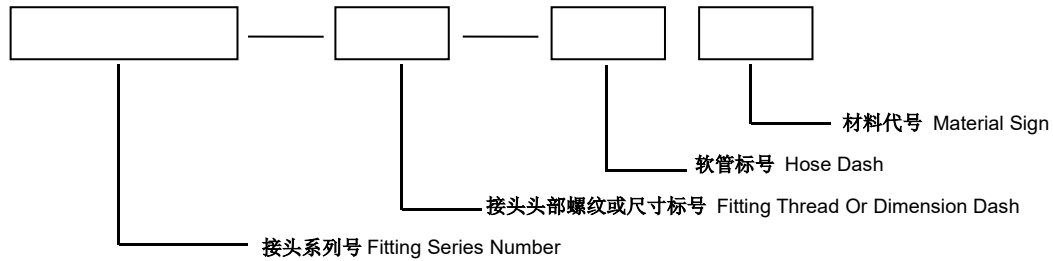 材料代号 Material Sign
软管标号 Hose Dash
接头头部螺纹或尺寸标号 Fitting Thread Or Dimension Dash
接头系列号 Fitting Series Number